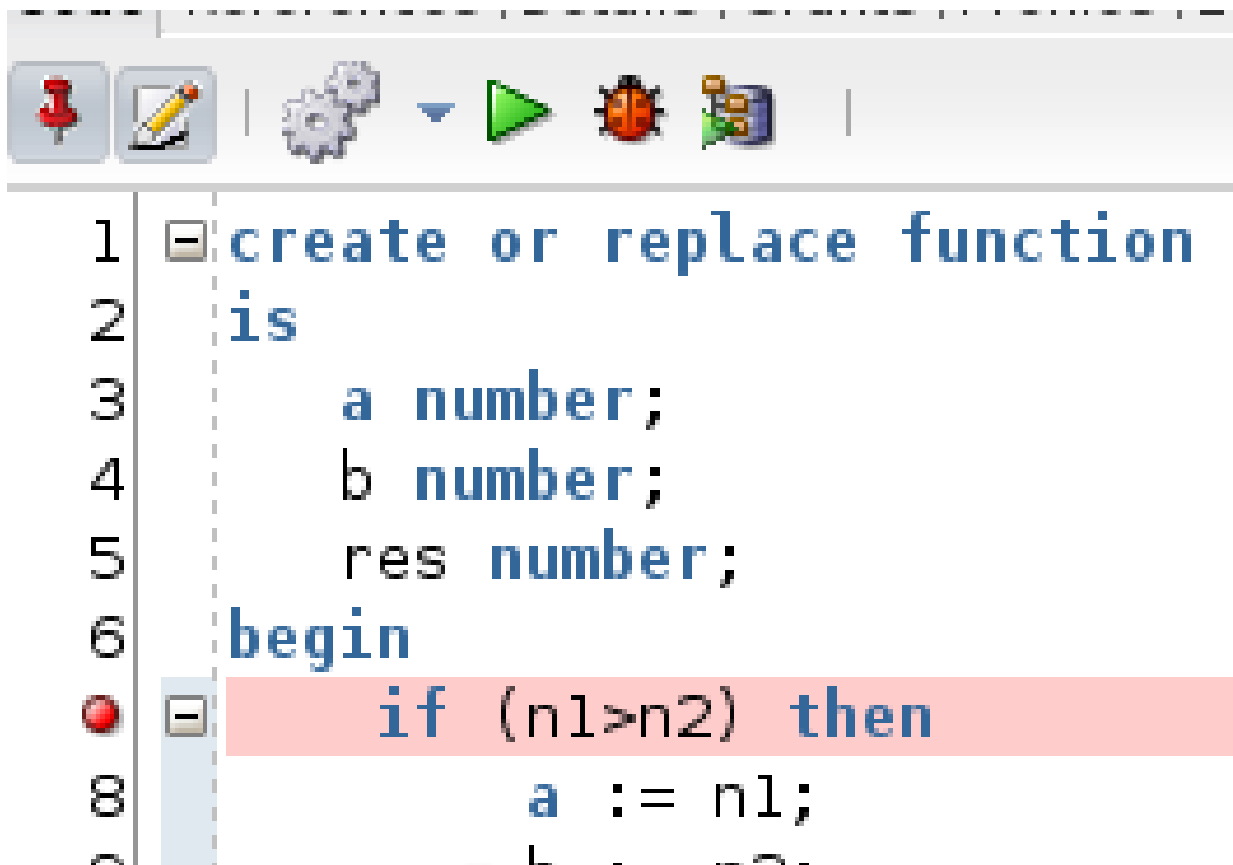 1 create or replace function
2 is
3 a number;
4 b number;
5 res number;
6 begin
if (n1>n2) then
8 a := n1;